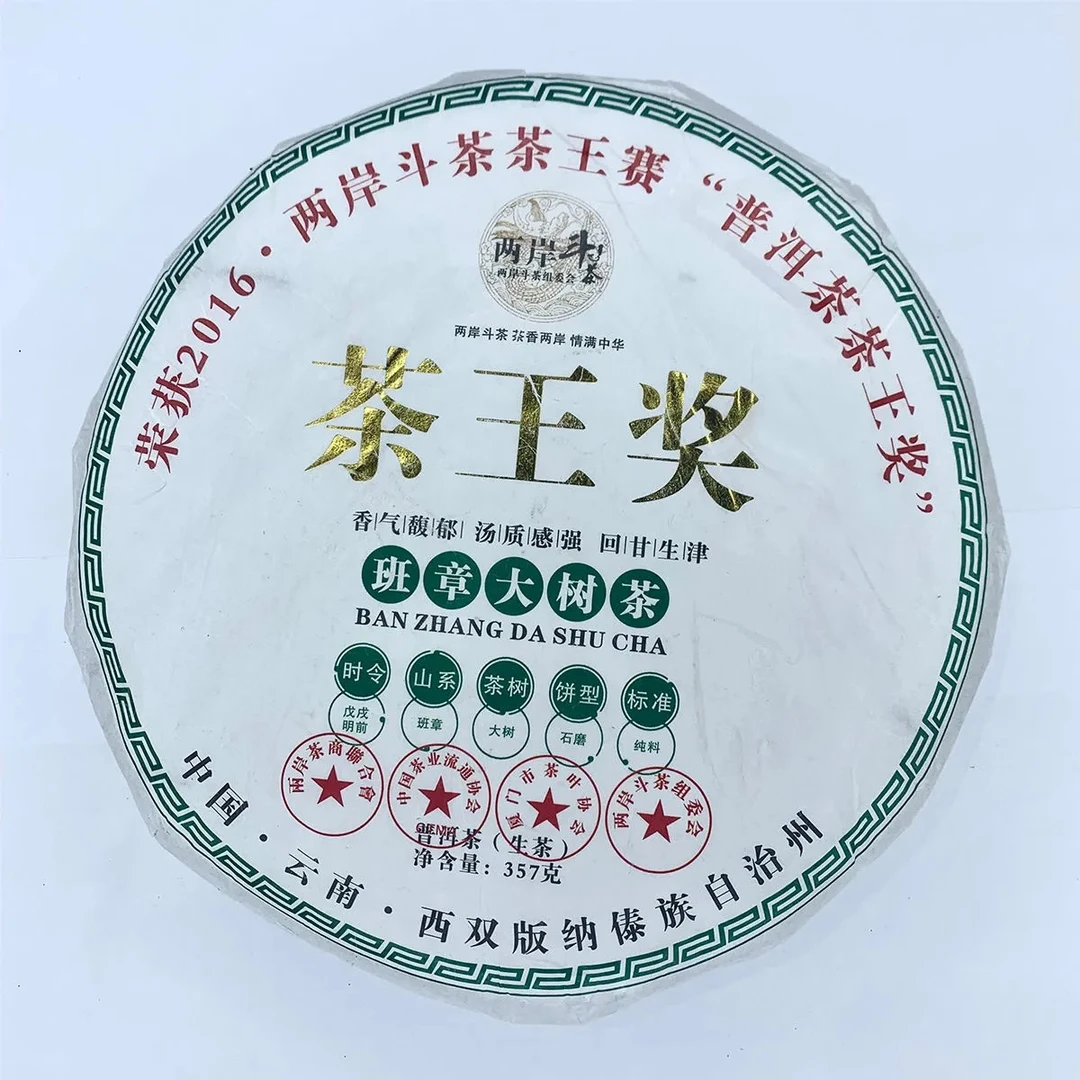 荣获2016·两岸斗茶茶王赛“普洱茶茶王奖”
两岸斗茶
两岸斗茶组委会
两岸斗茶 茶香两岸 情满中华
茶王奖
香|气|馥|郁| 汤|质|感|强 回|甘|生|津
班章大树茶
BAN ZHANG DA SHU CHA
时令 山系 茶树 饼型 标准
戊戌明前 班章 大树 石磨 纯料
兩岸茶商聯合會
中国茶业流通协会
厦门市茶叶协会
两岸斗茶组委会
普洱茶（生茶）
净含量：357克
中国·云南·西双版纳傣族自治州